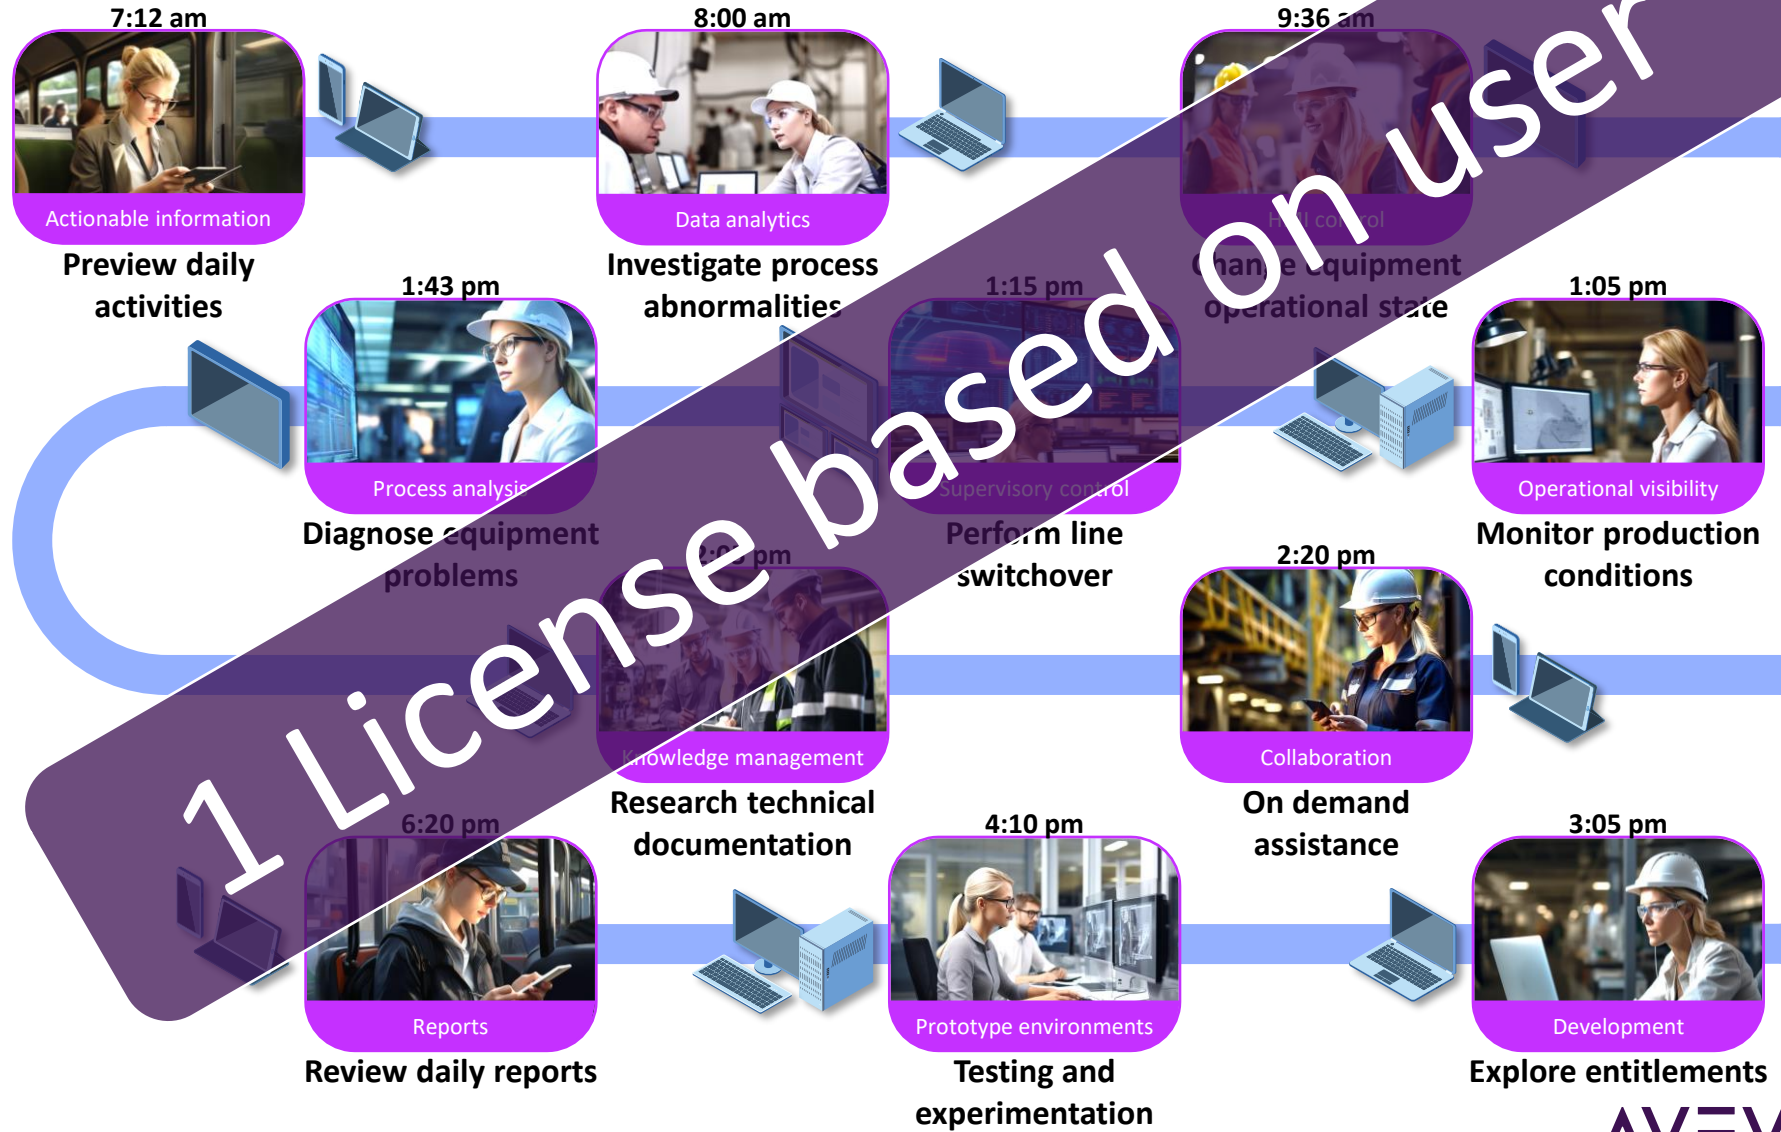 7:12 am
8:00 am
9:36 am
Actionable information
Data analytics
HMI control
Preview daily
activities
Investigate process
abnormalities
Change equipment
operational state
1:43 pm
1:15 pm
1:05 pm
Process analysis
Supervisory control
Operational visibility
Diagnose equipment
problems
Perform line
switchover
Monitor production
conditions
2:20 pm
Knowledge management
Collaboration
Research technical
documentation
On demand
assistance
6:20 pm
4:10 pm
3:05 pm
Reports
Prototype environments
Development
Review daily reports
Testing and
experimentation
Explore entitlements
1 License based on user